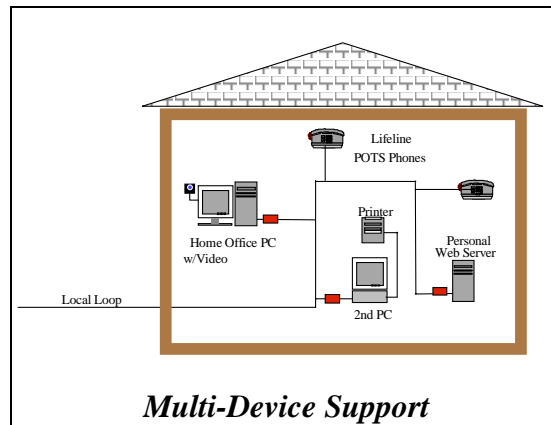 Lifeline
POTS Phones
Printer
Home Office PC
w/Video
Personal
Web Server
Local Loop
2nd PC
Multi-Device Support